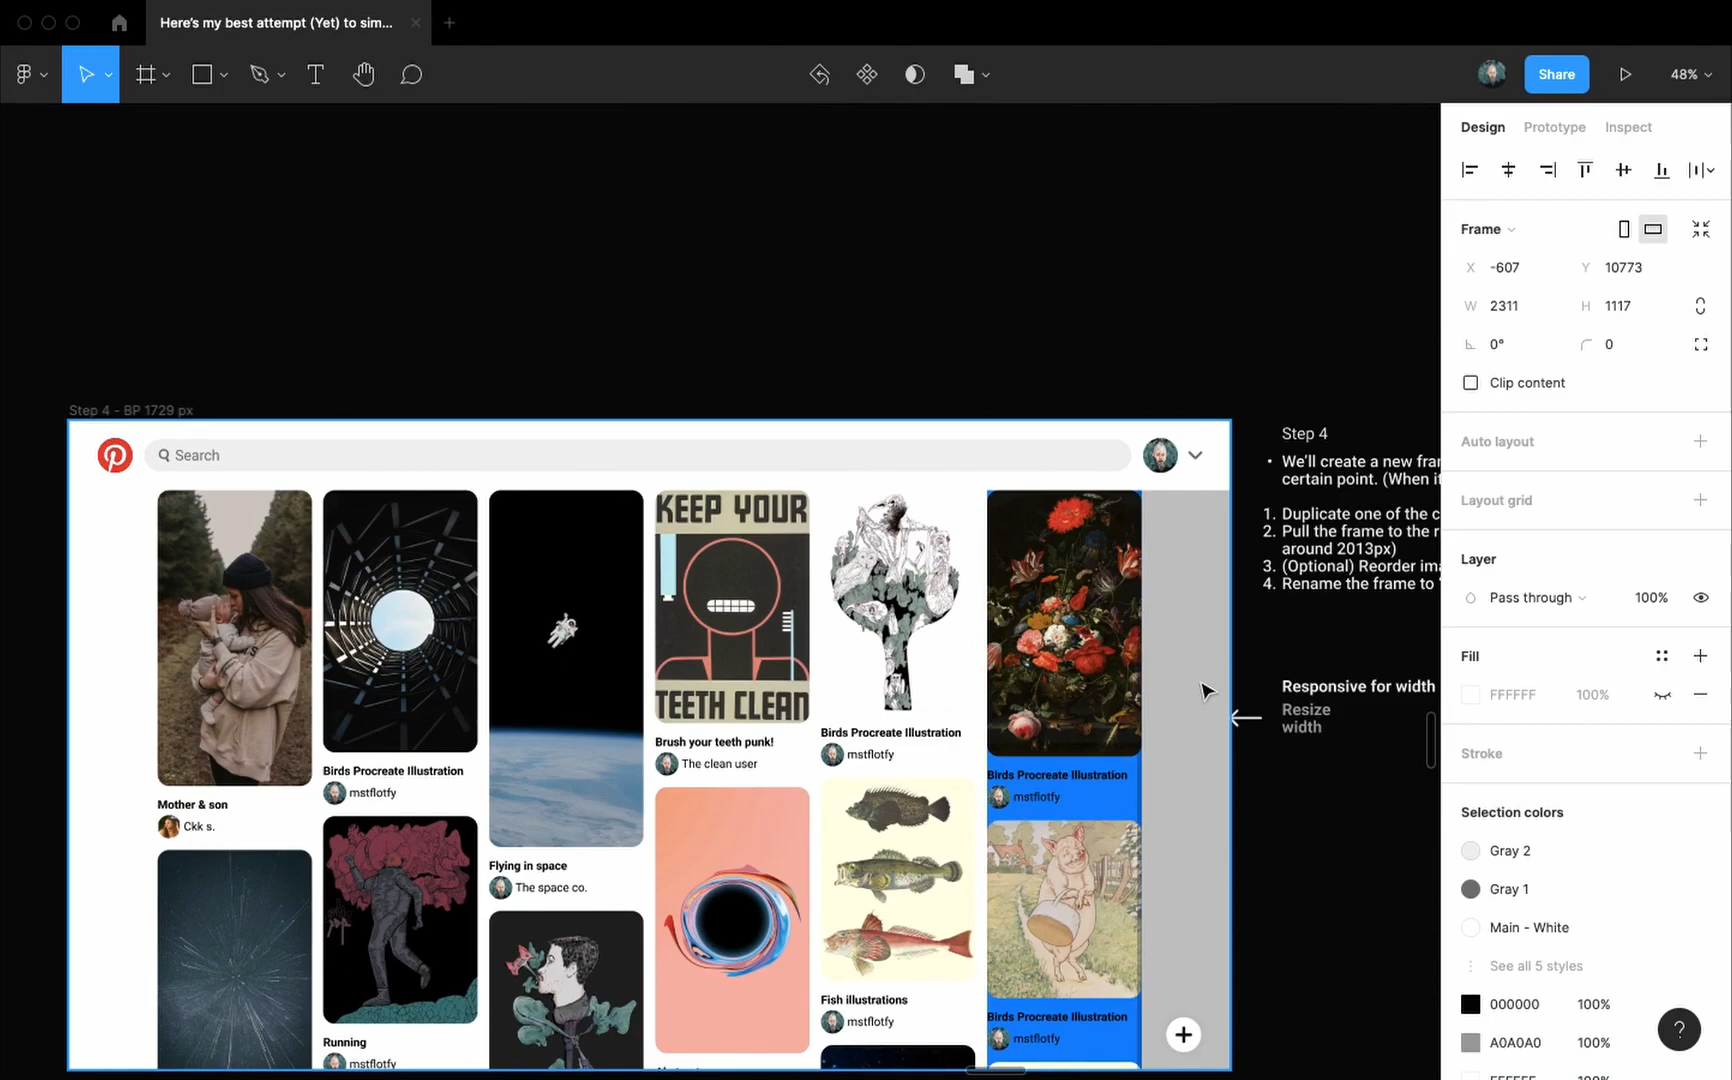 Here's my best attempt (Yet) to sim...
Share
48%
Design Prototype Inspect
Frame
X -607 Y 10773
W 2311 H 1117
0° 0
Clip content
Auto layout
Layout grid
Layer
Pass through 100%
Fill
FFFFFF 100%
Stroke
Selection colors
Gray 2
Gray 1
Main - White
See all 5 styles
000000 100%
A0A0A0 100%
Step 4 - BP 1729 px
Search
KEEP YOUR
TEETH CLEAN
Mother & son
Ckk s.
Birds Procreate Illustration
mstflotfy
Running
mstflotfy
Flying in space
The space co.
Brush your teeth punk!
The clean user
Birds Procreate Illustration
mstflotfy
Fish illustrations
mstflotfy
Birds Procreate Illustration
mstflotfy
Birds Procreate Illustration
mstflotfy
Step 4
• We'll create a new fra
certain point. (When i
1. Duplicate one of the c
2. Pull the frame to the r
around 2013px)
3. (Optional) Reorder ima
4. Rename the frame to
Responsive for width
Resize
width
?